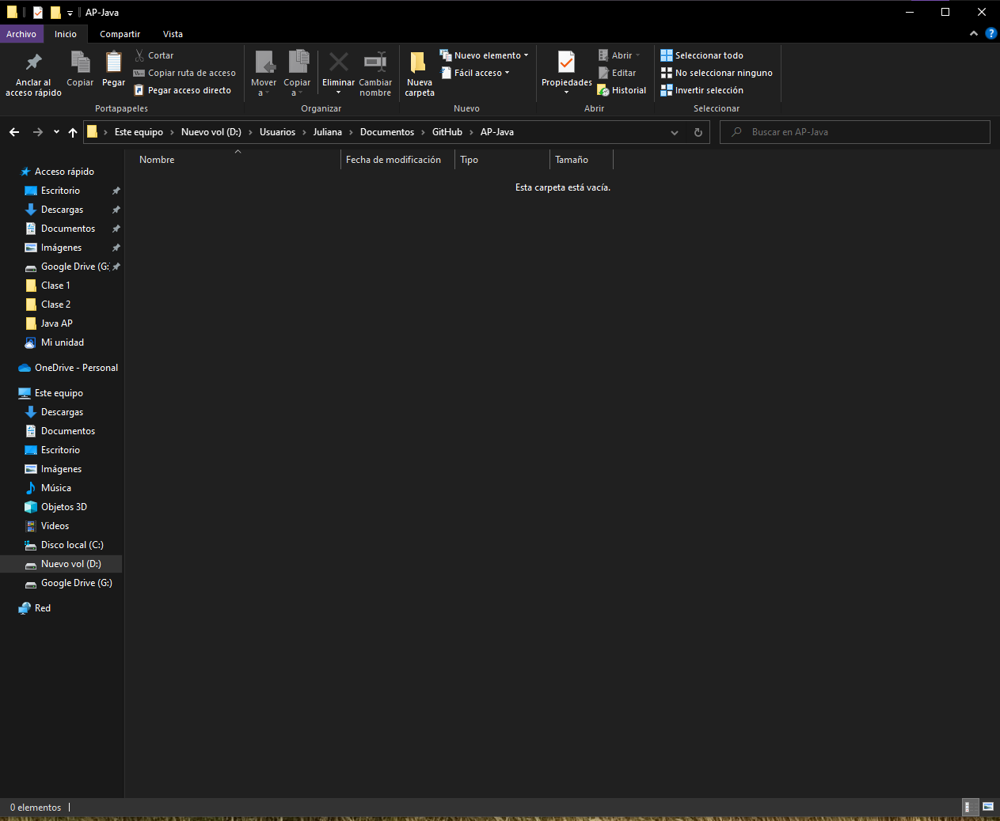 AP-Java
Archivo Inicio Compartir Vista
Anclar al acceso rápido
Copiar
Pegar
Cortar
Copiar ruta de acceso
Pegar acceso directo
Portapapeles
Mover a
Copiar a
Eliminar
Cambiar nombre
Organizar
Nueva carpeta
Nuevo elemento
Fácil acceso
Nuevo
Propiedades
Abrir
Editar
Historial
Abrir
Seleccionar todo
No seleccionar ninguno
Invertir selección
Seleccionar
Este equipo > Nuevo vol (D:) > Usuarios > Juliana > Documentos > GitHub > AP-Java
Buscar en AP-Java
Nombre Fecha de modificación Tipo Tamaño
Esta carpeta está vacía.
Acceso rápido
Escritorio
Descargas
Documentos
Imágenes
Google Drive (G:
Clase 1
Clase 2
Java AP
Mi unidad
OneDrive - Personal
Este equipo
Descargas
Documentos
Escritorio
Imágenes
Música
Objetos 3D
Videos
Disco local (C:)
Nuevo vol (D:)
Google Drive (G:)
Red
0 elementos